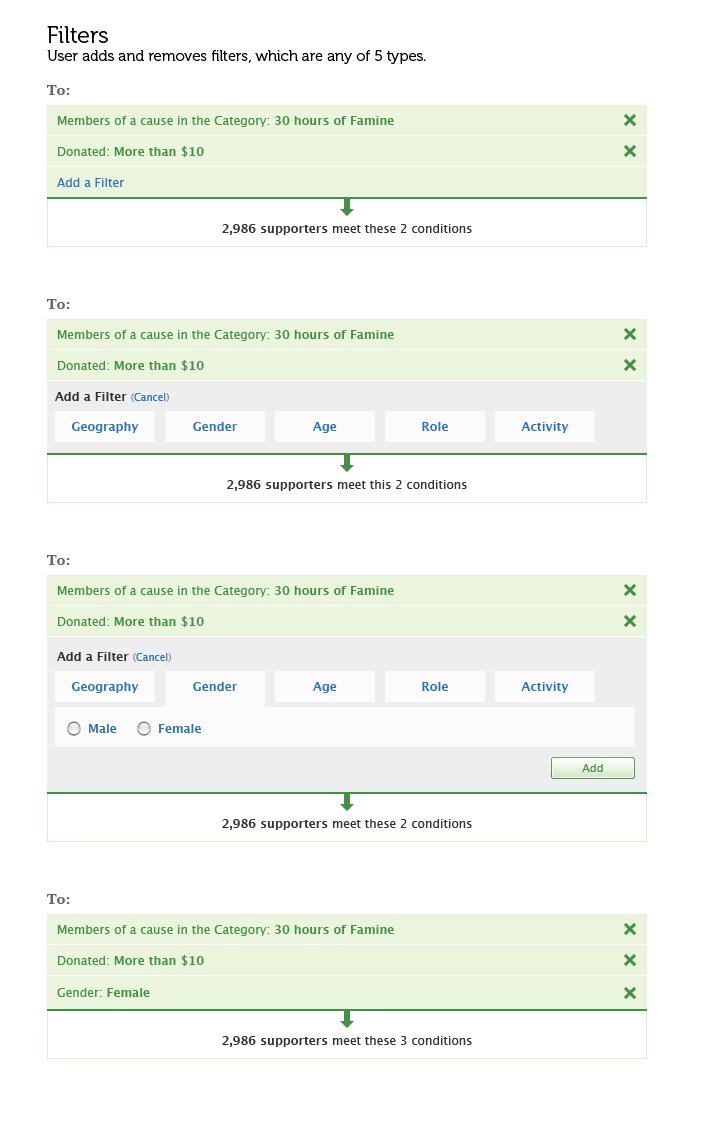 Filters
User adds and removes filters, which are any of 5 types.
To:
Members of a cause in the Category: 30 hours of Famine
Donated: More than $10
Add a Filter
2,986 supporters meet these 2 conditions
To:
Members of a cause in the Category: 30 hours of Famine
Donated: More than $10
Add a Filter (Cancel)
Geography Gender Age Role Activity
2,986 supporters meet this 2 conditions
To:
Members of a cause in the Category: 30 hours of Famine
Donated: More than $10
Add a Filter (Cancel)
Geography Gender Age Role Activity
Male Female
Add
2,986 supporters meet these 2 conditions
To:
Members of a cause in the Category: 30 hours of Famine
Donated: More than $10
Gender: Female
2,986 supporters meet these 3 conditions